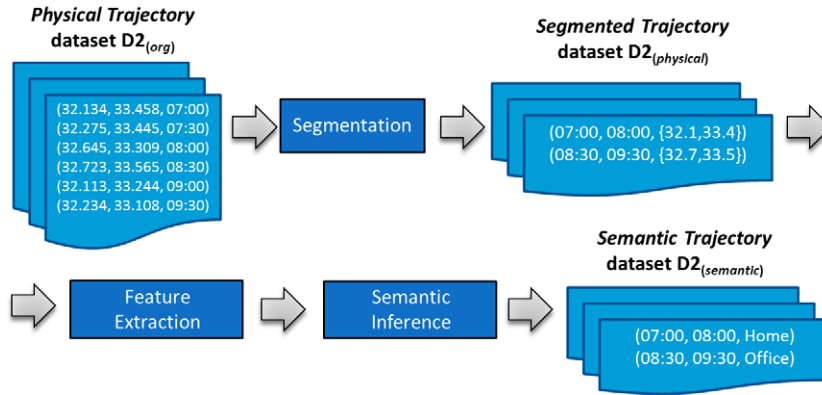 Physical Trajectory
dataset D2(org)
(32.134, 33.458, 07:00)
(32.275, 33.445, 07:30)
(32.645, 33.309, 08:00)
(32.723, 33.565, 08:30)
(32.113, 33.244, 09:00)
(32.234, 33.108, 09:30)
Segmentation
Segmented Trajectory
dataset D2(physical)
(07:00, 08:00, {32.1,33.4})
(08:30, 09:30, {32.7,33.5})
Feature
Extraction
Semantic
Inference
Semantic Trajectory
dataset D2(semantic)
(07:00, 08:00, Home)
(08:30, 09:30, Office)